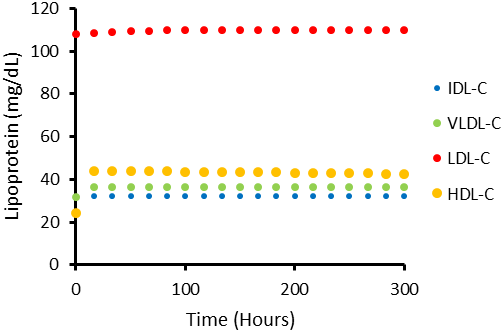 120
100
80
60
40
20
0
Lipoprotein (mg/dL)
0 100 200 300
Time (Hours)
IDL-C
VLDL-C
LDL-C
HDL-C